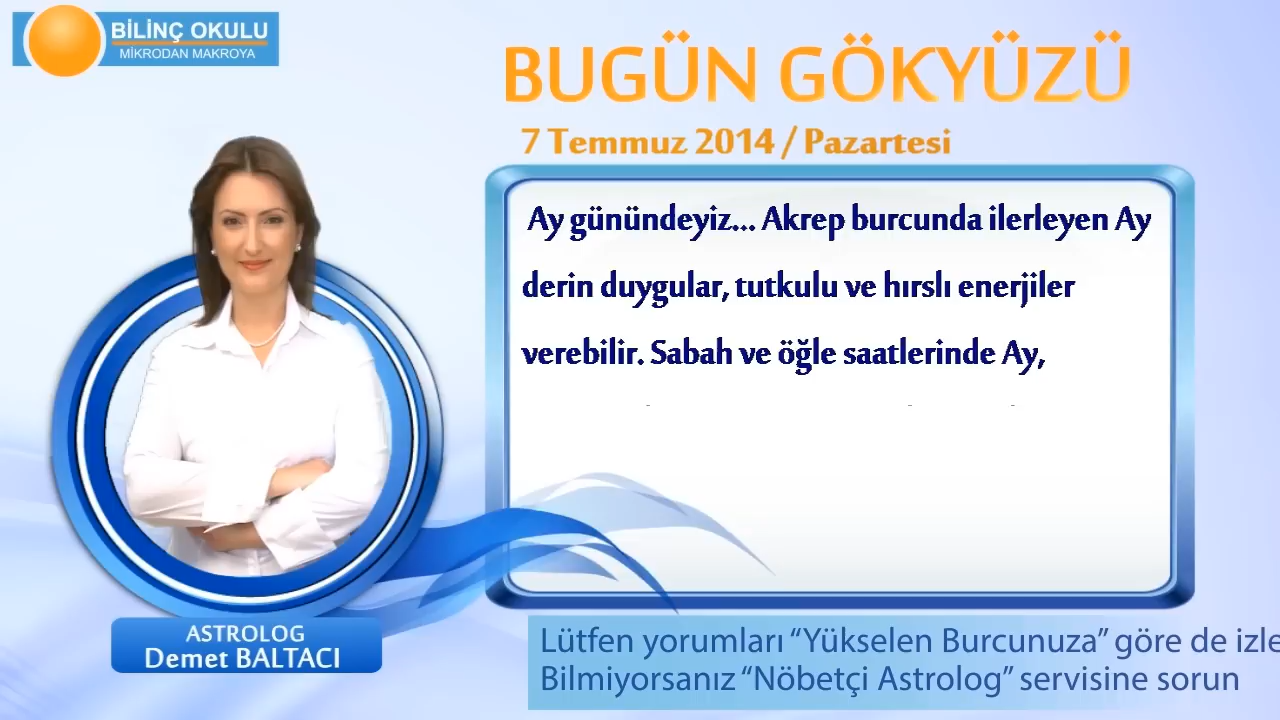 BİLİNÇ OKULU
MİKRODAN MAKROYA
BUGÜN GÖKYÜZÜ
7 Temmuz 2014 / Pazartesi
Ay günündeyiz... Akrep burcunda ilerleyen Ay
derin duygular, tutkulu ve hırslı enerjiler
verebilir. Sabah ve öğle saatlerinde Ay,
ASTROLOG
Demet BALTACI
Lütfen yorumları “Yükselen Burcunuza” göre de izle
Bilmiyorsanız “Nöbetçi Astrolog” servisine sorun